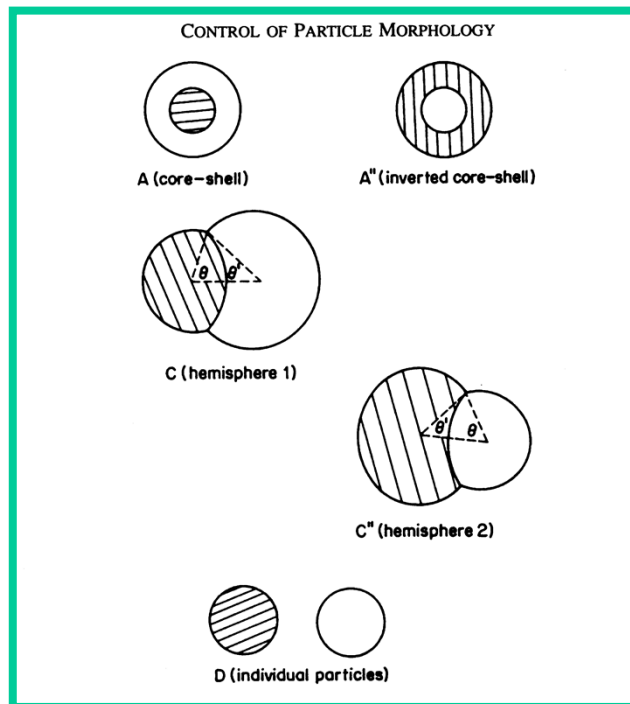 CONTROL OF PARTICLE MORPHOLOGY
A (core-shell)
A" (inverted core-shell)
θ θ'
C (hemisphere 1)
θ' θ
C" (hemisphere 2)
D (individual particles)